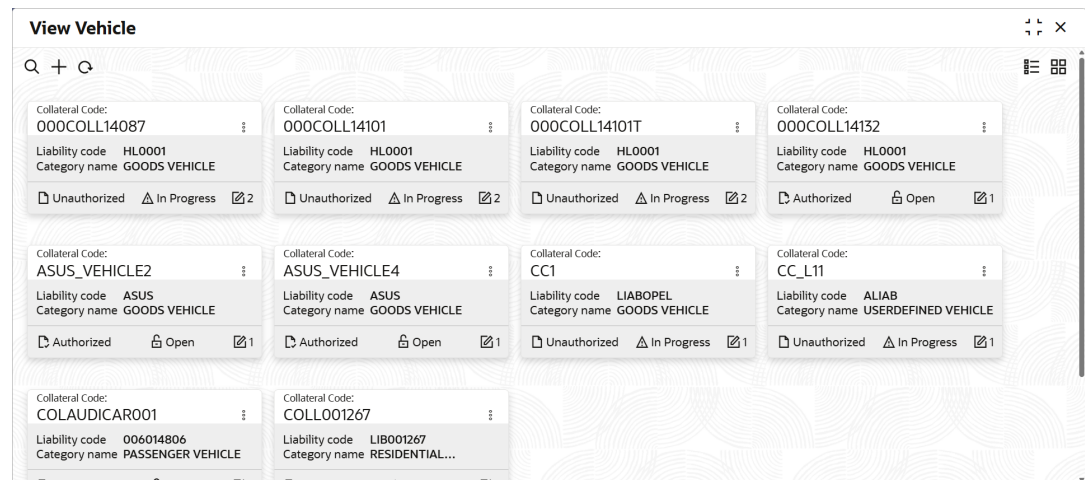 View Vehicle
Collateral Code: Collateral Code: Collateral Code: Collateral Code:
000COLL14087 000COLL14101 000COLL14101T 000COLL14132
Liability code HL0001 Liability code HL0001 Liability code HL0001 Liability code HL0001
Category name GOODS VEHICLE Category name GOODS VEHICLE Category name GOODS VEHICLE Category name GOODS VEHICLE
Unauthorized In Progress 2 Unauthorized In Progress 2 Unauthorized In Progress 2 Authorized Open 1
Collateral Code: Collateral Code: Collateral Code: Collateral Code:
ASUS_VEHICLE2 ASUS_VEHICLE4 CC1 CC_L11
Liability code ASUS Liability code ASUS Liability code LIABOPEL Liability code ALIAB
Category name GOODS VEHICLE Category name GOODS VEHICLE Category name GOODS VEHICLE Category name USERDEFINED VEHICLE
Authorized Open 1 Authorized Open 1 Unauthorized In Progress 1 Unauthorized In Progress 1
Collateral Code: Collateral Code:
COLAUDICAR001 COLL001267
Liability code 006014806 Liability code LIB001267
Category name PASSENGER VEHICLE Category name RESIDENTIAL...